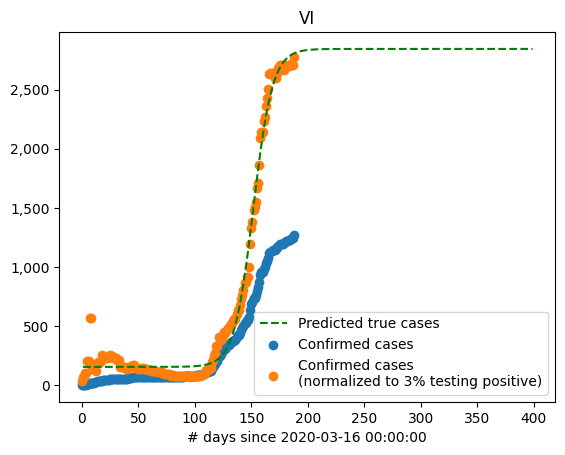 VI
2,500
2,000
1,500
1,000
500
0
Predicted true cases
Confirmed cases
Confirmed cases
(normalized to 3% testing positive)
0 50 100 150 200 250 300 350 400
# days since 2020-03-16 00:00:00